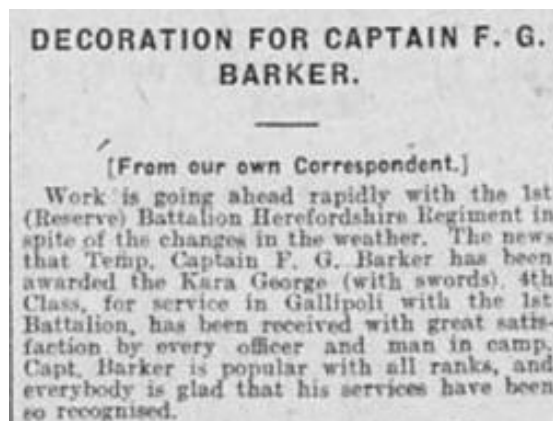 DECORATION FOR CAPTAIN F. G.
BARKER.
[From our own Correspondent.]
Work is going ahead rapidly with the 1st
(Reserve) Battalion Herefordshire Regiment in
spite of the changes in the weather. The news
that Temp. Captain F. G. Barker has been
awarded the Kara George (with swords), 4th
Class, for service in Gallipoli with the 1st
Battalion, has been received with great satis-
faction by every officer and man in camp.
Capt. Barker is popular with all ranks, and
everybody is glad that his services have been
so recognised.